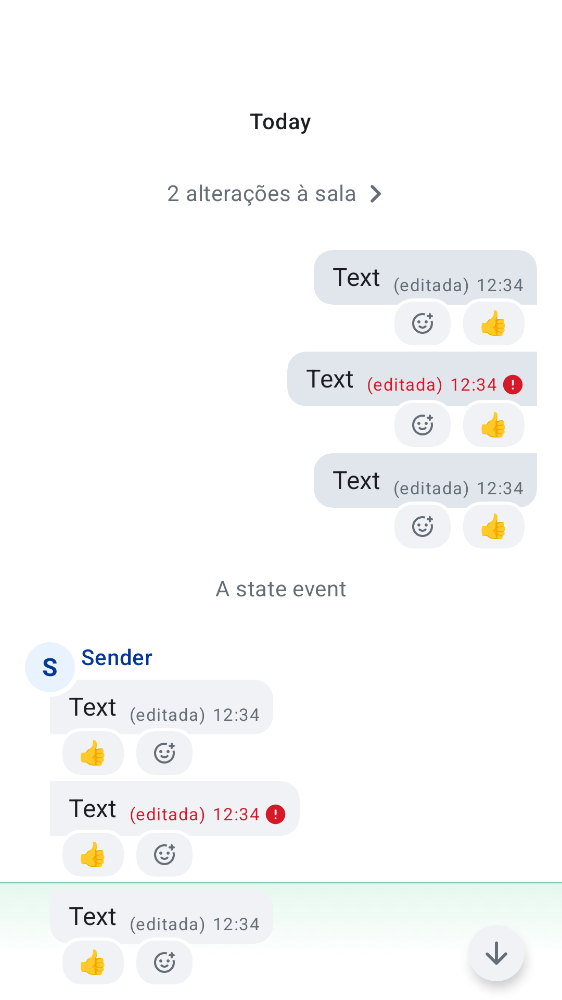 Today
2 alterações à sala
Text (editada) 12:34
👍
Text (editada) 12:34
👍
Text (editada) 12:34
👍
A state event
S Sender
Text (editada) 12:34
👍
Text (editada) 12:34
👍
Text (editada) 12:34
👍